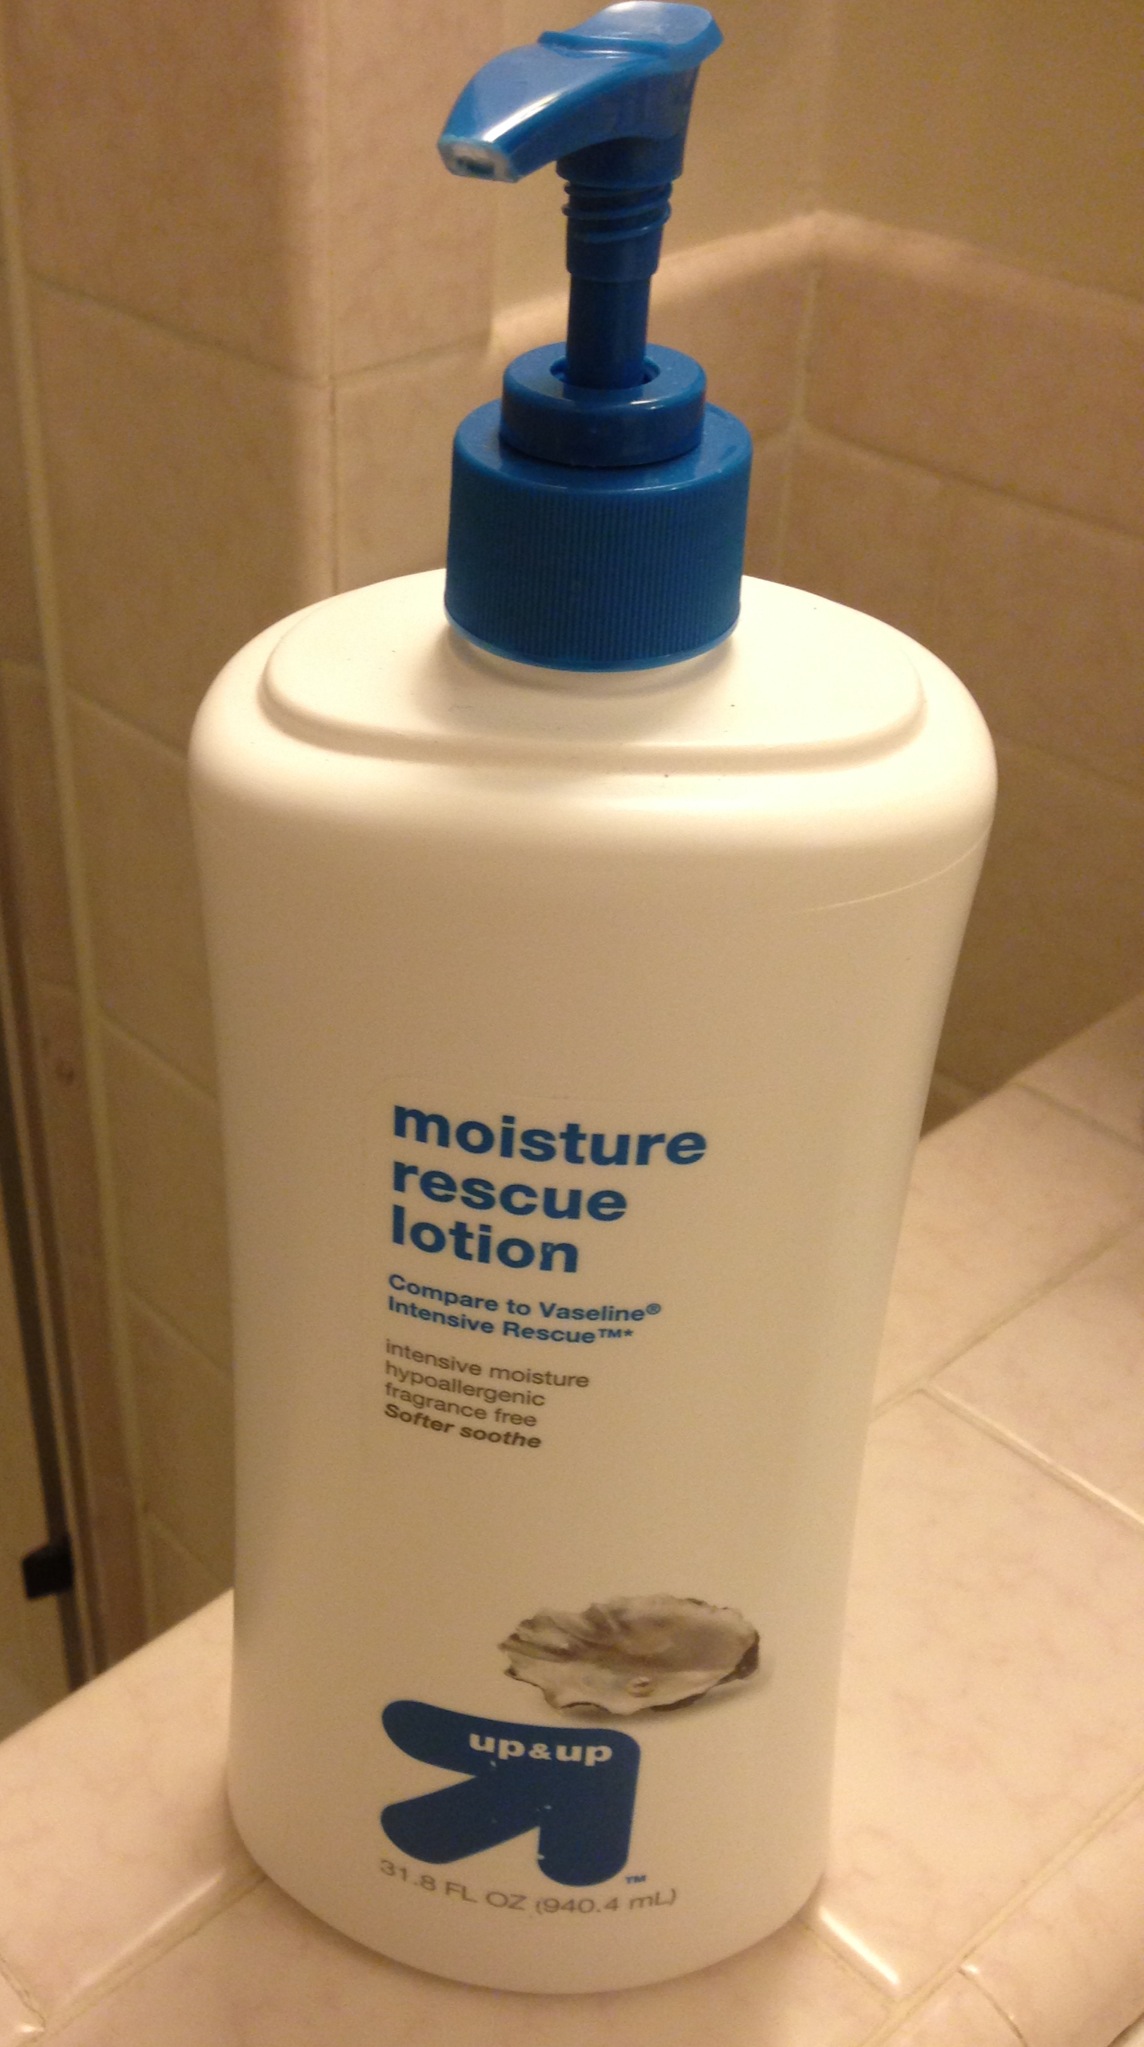 moisture
rescue
lotion
Compare to Vaseline®
Intensive Rescue™*
intensive moisture
hypoallergenic
fragrance free
Softer soothe
up&up
™
31.8 FL OZ (940.4 mL)